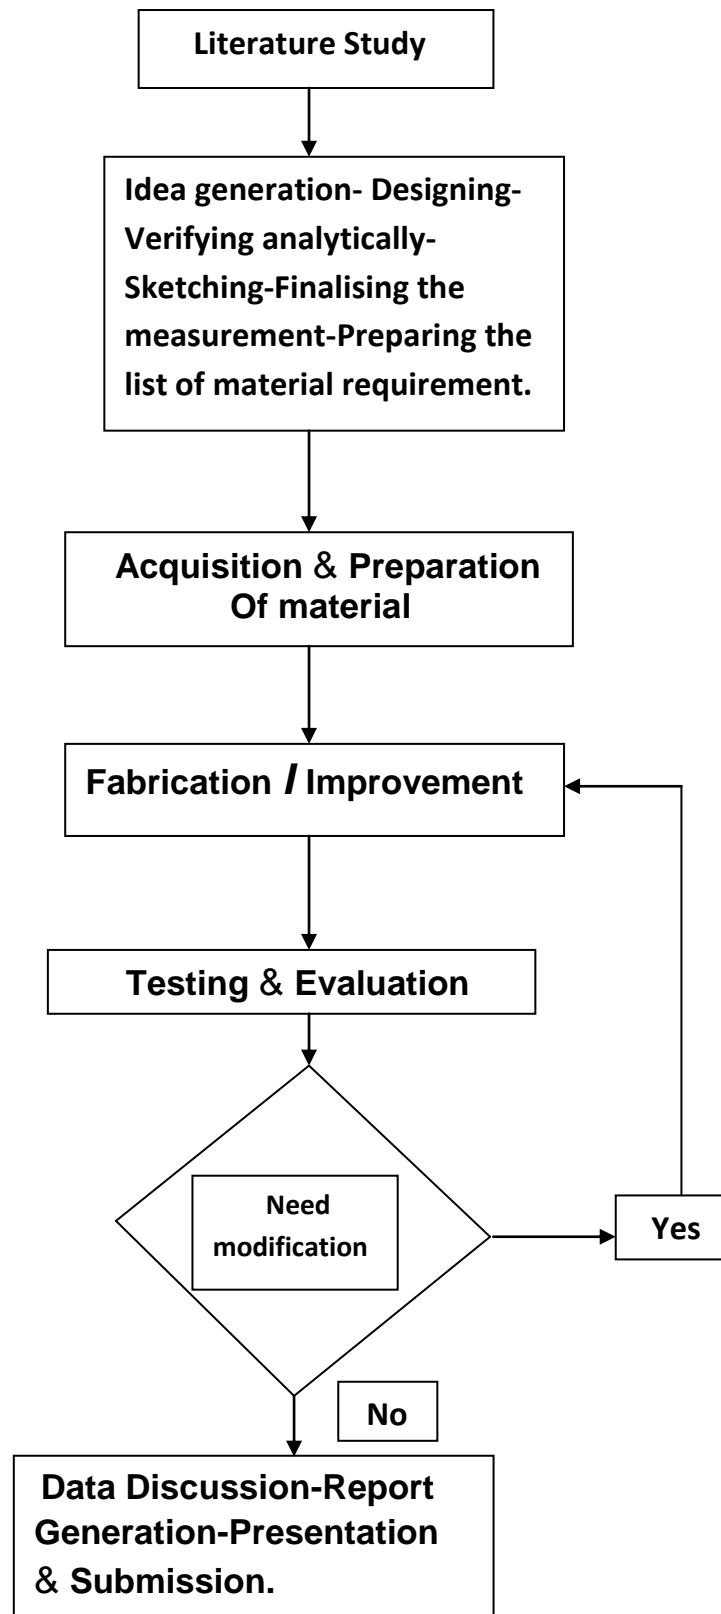 Literature Study
Idea generation- Designing-
Verifying analytically-
Sketching-Finalising the
measurement-Preparing the
list of material requirement.
Acquisition & Preparation
Of material
Fabrication / Improvement
Testing & Evaluation
Need
modification
Yes
No
Data Discussion-Report
Generation-Presentation
& Submission.